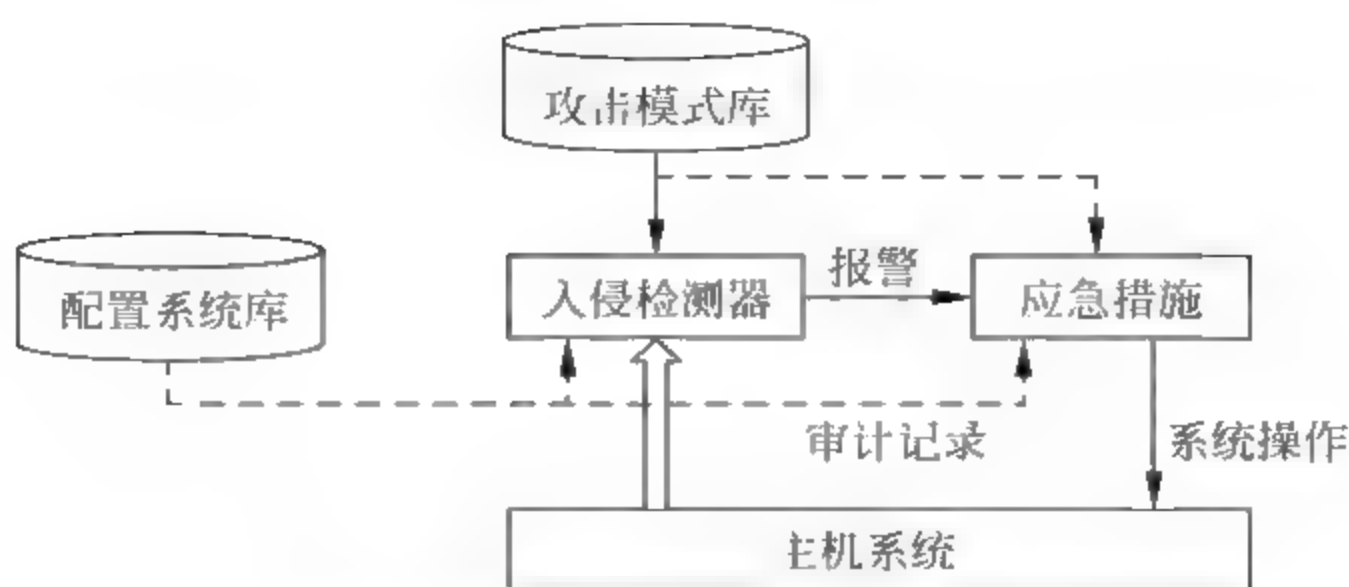 攻击模式库
配置系统库
入侵检测器
报警
应急措施
审计记录
系统操作
主机系统